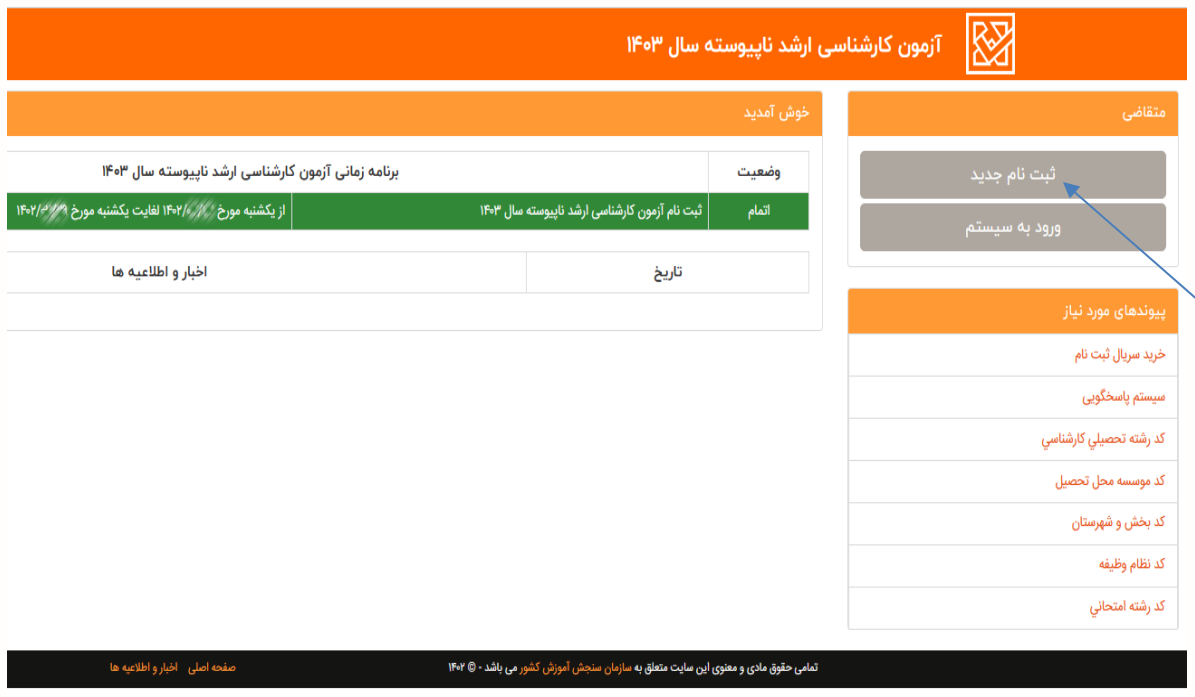 آزمون کارشناسی ارشد ناپیوسته سال ۱۴۰۳
متقاضی
ثبت نام جدید
ورود به سیستم
پیوندهای مورد نیاز
خرید سریال ثبت نام
سیستم پاسخگویی
کد رشته تحصيلي کارشناسي
کد موسسه محل تحصیل
کد بخش و شهرستان
کد نظام وظیفه
کد رشته امتحاني
خوش آمدید
وضعیت برنامه زمانی آزمون کارشناسی ارشد ناپیوسته سال ۱۴۰۳
اتمام ثبت نام آزمون کارشناسی ارشد ناپیوسته سال ۱۴۰۳ از یکشنبه مورخ ۱۴۰۲/ لغایت یکشنبه مورخ ۱۴۰۲/
تاریخ اخبار و اطلاعیه ها
تمامی حقوق مادی و معنوی این سایت متعلق به سازمان سنجش آموزش کشور می باشد - © ۱۴۰۲
صفحه اصلی اخبار و اطلاعیه ها